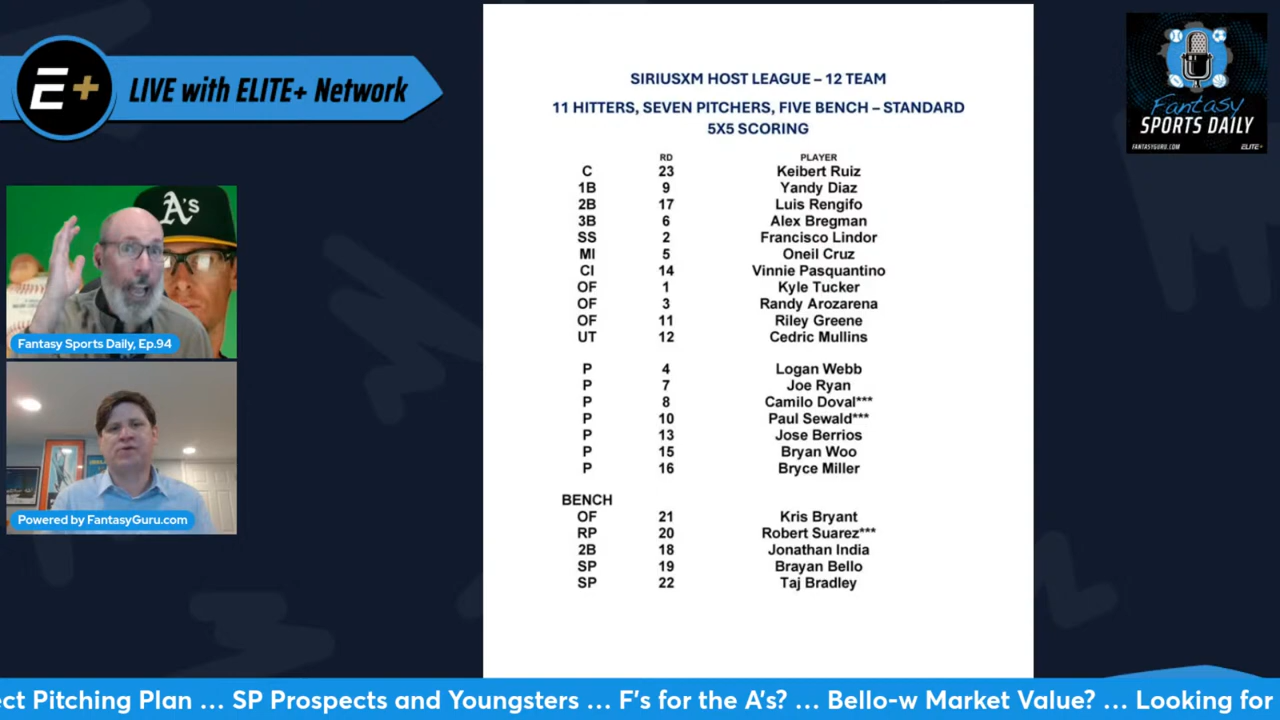 E+ LIVE with ELITE+ Network
Fantasy
SPORTS DAILY
FANTASYGURU.COM ELITE+
SIRIUSXM HOST LEAGUE – 12 TEAM
11 HITTERS, SEVEN PITCHERS, FIVE BENCH – STANDARD
5X5 SCORING
RD PLAYER
C 23 Keibert Ruiz
1B 9 Yandy Diaz
2B 17 Luis Rengifo
3B 6 Alex Bregman
SS 2 Francisco Lindor
MI 5 Oneil Cruz
CI 14 Vinnie Pasquantino
OF 1 Kyle Tucker
OF 3 Randy Arozarena
OF 11 Riley Greene
UT 12 Cedric Mullins
P 4 Logan Webb
P 7 Joe Ryan
P 8 Camilo Doval***
P 10 Paul Sewald***
P 13 Jose Berrios
P 15 Bryan Woo
P 16 Bryce Miller
BENCH
OF 21 Kris Bryant
RP 20 Robert Suarez***
2B 18 Jonathan India
SP 19 Brayan Bello
SP 22 Taj Bradley
A's
Fantasy Sports Daily, Ep.94
Powered by FantasyGuru.com
ect Pitching Plan ... SP Prospects and Youngsters ... F's for the A's? ... Bello-w Market Value? ... Looking for